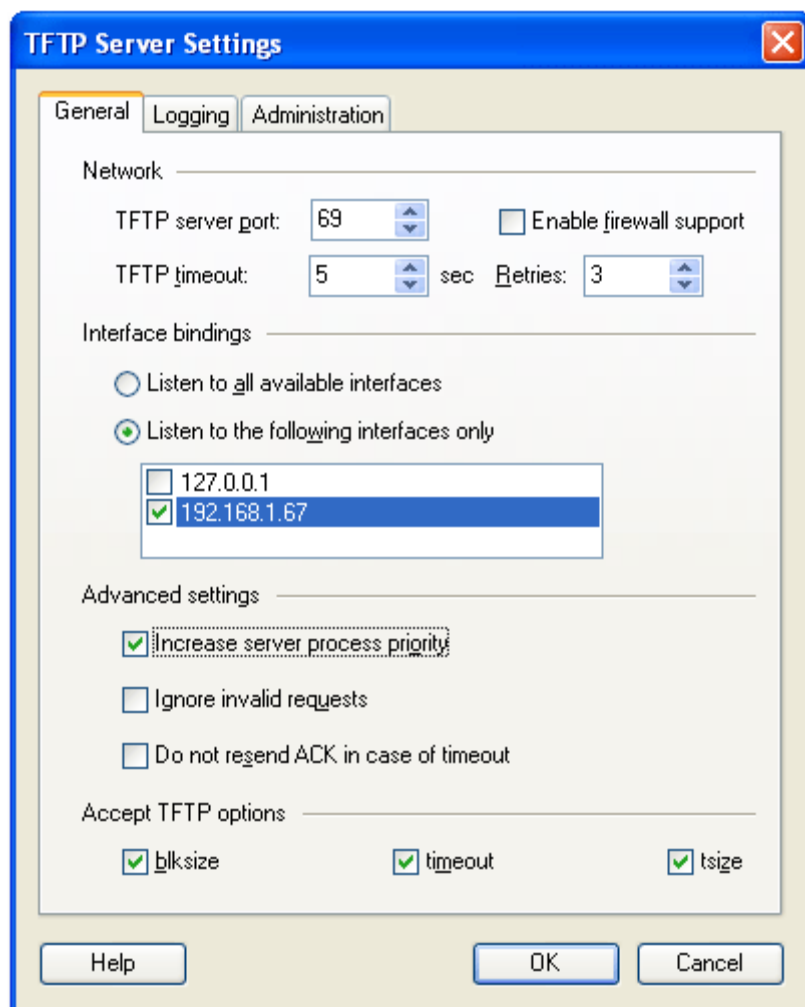 TFTP Server Settings
General Logging Administration
Network
TFTP server port: 69 Enable firewall support
TFTP timeout: 5 sec Retries: 3
Interface bindings
Listen to all available interfaces
Listen to the following interfaces only
127.0.0.1
192.168.1.67
Advanced settings
Increase server process priority
Ignore invalid requests
Do not resend ACK in case of timeout
Accept TFTP options
blksize timeout tsize
Help OK Cancel